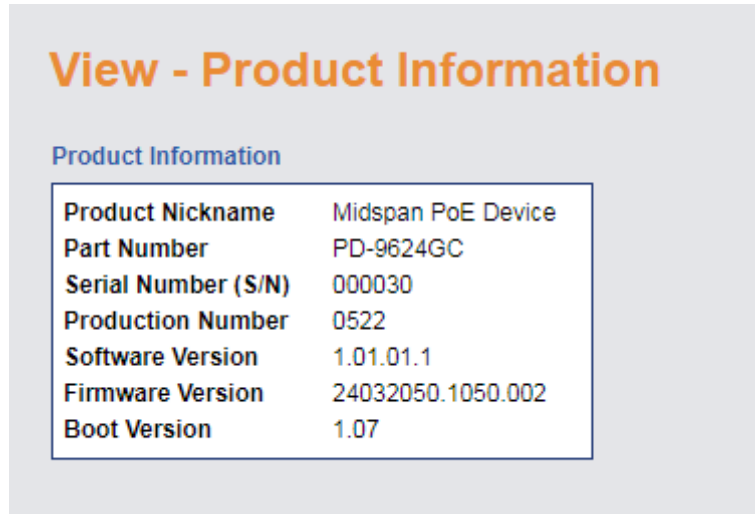 View - Product Information
Product Information
Product Nickname Midspan PoE Device
Part Number PD-9624GC
Serial Number (S/N) 000030
Production Number 0522
Software Version 1.01.01.1
Firmware Version 24032050.1050.002
Boot Version 1.07